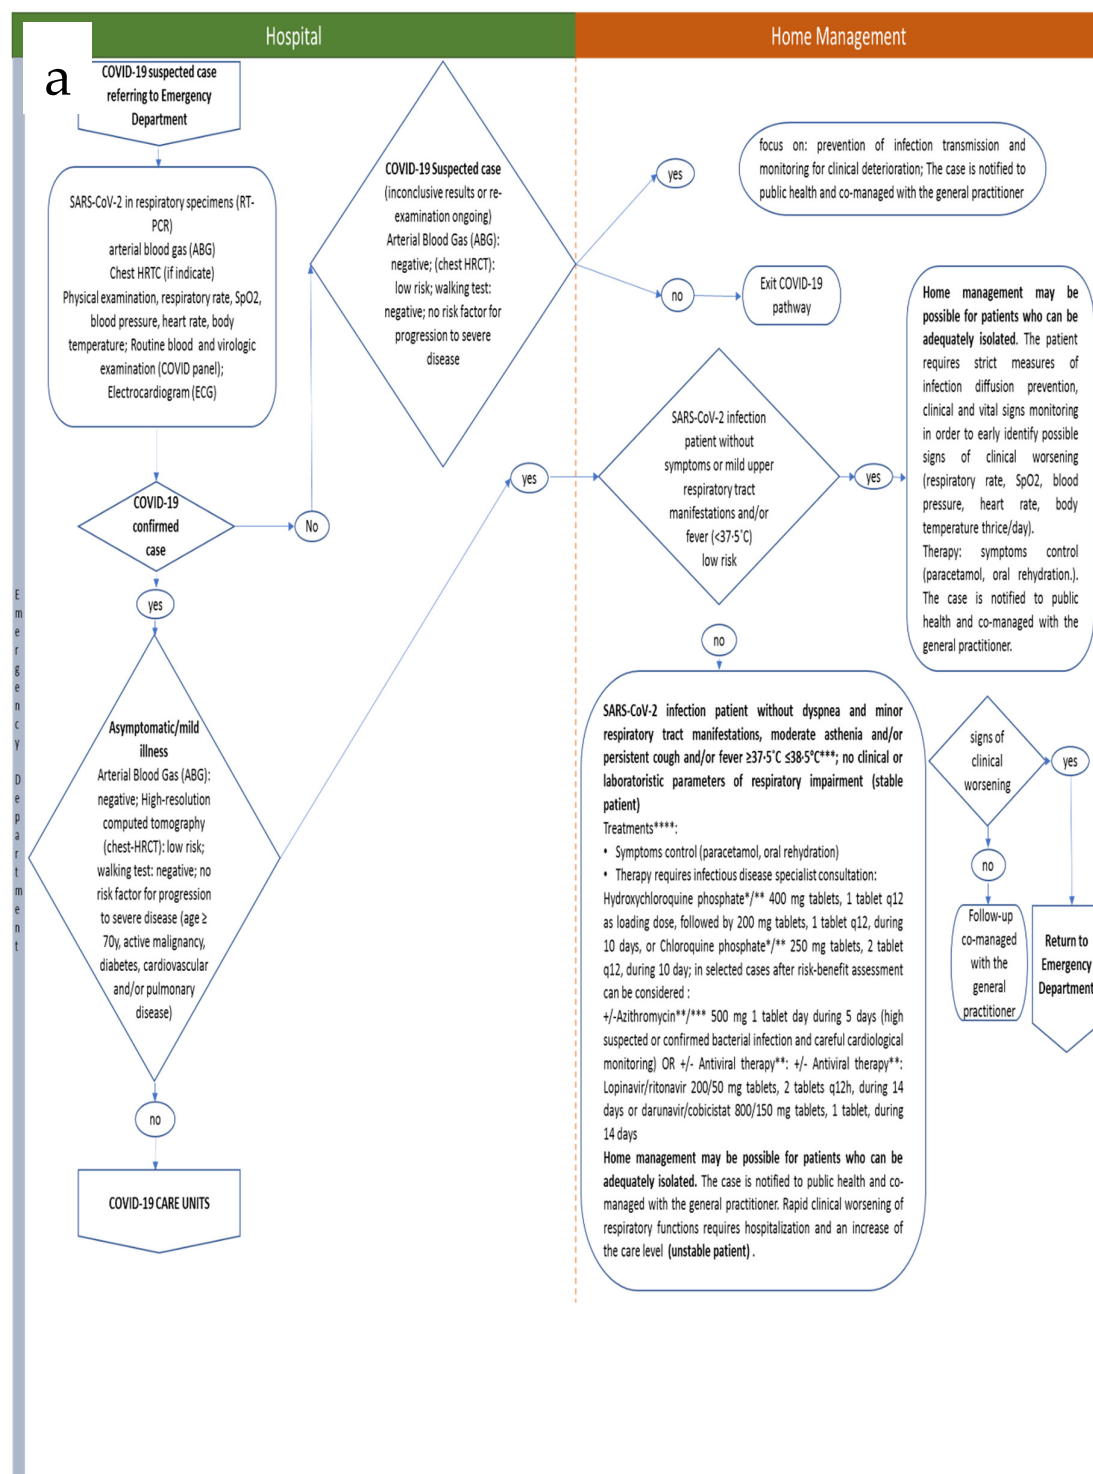 Hospital
Home Management
a
COVID-19 suspected case
referring to Emergency
Department
SARS-CoV-2 in respiratory specimens (RT-
PCR)
arterial blood gas (ABG)
Chest HRTC (if indicate)
Physical examination, respiratory rate, SpO2,
blood pressure, heart rate, body
temperature; Routine blood and virologic
examination (COVID panel);
Electrocardiogram (ECG)
COVID-19
confirmed
case
No
yes
Asymptomatic/mild
illness
Arterial Blood Gas (ABG):
negative; High-resolution
computed tomography
(chest-HRCT): low risk;
walking test: negative; no
risk factor for progression
to severe disease (age ≥
70y, active malignancy,
diabetes, cardiovascular
and/or pulmonary
disease)
no
COVID-19 CARE UNITS
Emergency Department
COVID-19 Suspected case
(inconclusive results or re-
examination ongoing)
Arterial Blood Gas (ABG):
negative; (chest HRCT):
low risk; walking test:
negative; no risk factor for
progression to severe
disease
yes
focus on: prevention of infection transmission and
monitoring for clinical deterioration; The case is notified to
public health and co-managed with the general practitioner
no
Exit COVID-19
pathway
yes
SARS-CoV-2 infection
patient without
symptoms or mild upper
respiratory tract
manifestations and/or
fever (<37·5°C)
low risk
yes
Home management may be
possible for patients who can be
adequately isolated. The patient
requires strict measures of
infection diffusion prevention,
clinical and vital signs monitoring
in order to early identify possible
signs of clinical worsening
(respiratory rate, SpO2, blood
pressure, heart rate, body
temperature thrice/day).
Therapy: symptoms control
(paracetamol, oral rehydration.).
The case is notified to public
health and co-managed with the
general practitioner.
no
SARS-CoV-2 infection patient without dyspnea and minor
respiratory tract manifestations, moderate asthenia and/or
persistent cough and/or fever ≥37·5°C ≤38·5°C***; no clinical or
laboratoristic parameters of respiratory impairment (stable
patient)
Treatments****:
• Symptoms control (paracetamol, oral rehydration)
• Therapy requires infectious disease specialist consultation:
Hydroxychloroquine phosphate*/** 400 mg tablets, 1 tablet q12
as loading dose, followed by 200 mg tablets, 1 tablet q12, during
10 days, or Chloroquine phosphate*/** 250 mg tablets, 2 tablet
q12, during 10 day; in selected cases after risk-benefit assessment
can be considered :
+/-Azithromycin**/*** 500 mg 1 tablet day during 5 days (high
suspected or confirmed bacterial infection and careful cardiological
monitoring) OR +/- Antiviral therapy**: +/- Antiviral therapy**:
Lopinavir/ritonavir 200/50 mg tablets, 2 tablets q12h, during 14
days or darunavir/cobicistat 800/150 mg tablets, 1 tablet, during
14 days
Home management may be possible for patients who can be
adequately isolated. The case is notified to public health and co-
managed with the general practitioner. Rapid clinical worsening of
respiratory functions requires hospitalization and an increase of
the care level (unstable patient) .
signs of
clinical
worsening
yes
no
Follow-up
co-managed
with the
general
practitioner
Return to
Emergency
Department